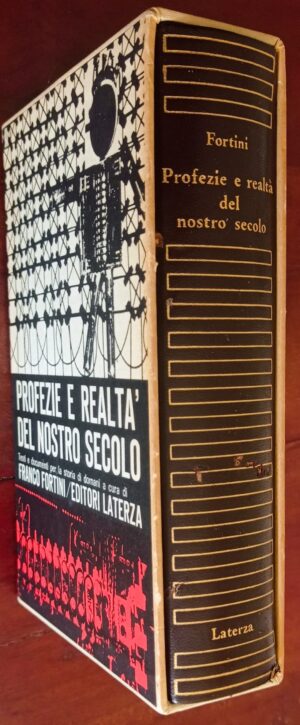 PROFEZIE E REALTA'
DEL NOSTRO SECOLO
Testi e documenti per la storia di domani a cura di
FRANCO FORTINI/EDITORI LATERZA
Fortini
Profezie e realtà
del
nostro secolo
Laterza